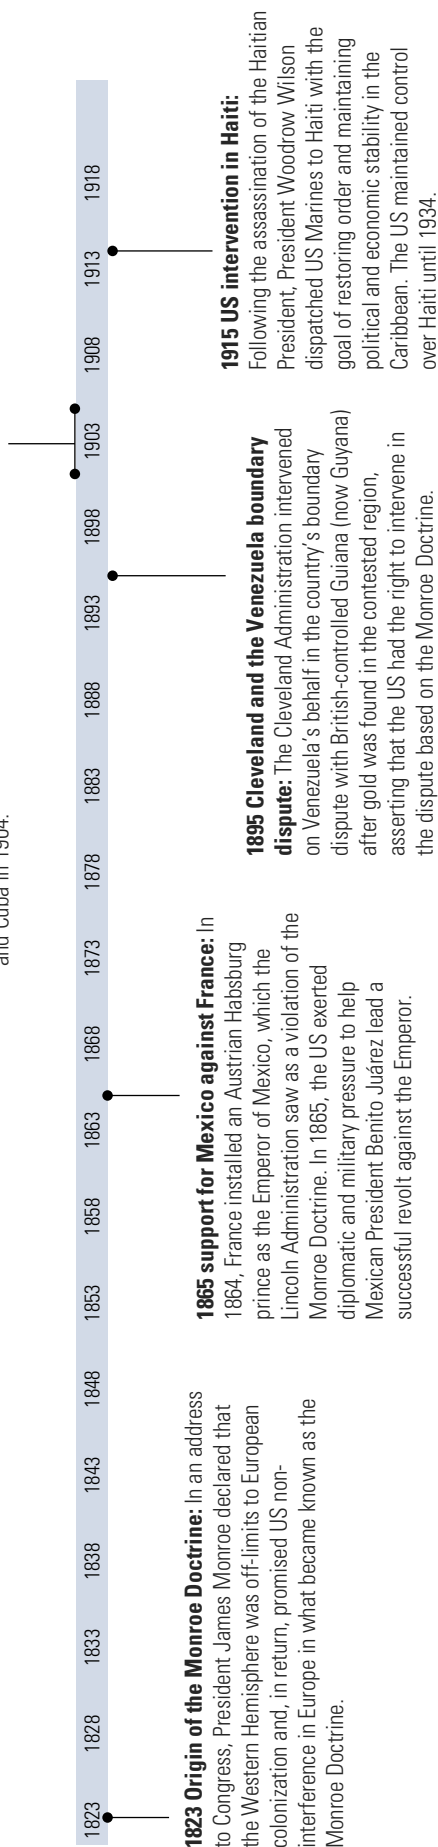 and Cuba in 1904.
1823 1828 1833 1838 1843 1848 1853 1858 1863 1868 1873 1878 1883 1888 1893 1898 1903 1908 1913 1918
1823 Origin of the Monroe Doctrine: In an address
to Congress, President James Monroe declared that
the Western Hemisphere was off-limits to European
colonization and, in return, promised US non-
interference in Europe in what became known as the
Monroe Doctrine.
1865 support for Mexico against France: In
1864, France installed an Austrian Habsburg
prince as the Emperor of Mexico, which the
Lincoln Administration saw as a violation of the
Monroe Doctrine. In 1865, the US exerted
diplomatic and military pressure to help
Mexican President Benito Juárez lead a
successful revolt against the Emperor.
1895 Cleveland and the Venezuela boundary
dispute: The Cleveland Administration intervened
on Venezuela's behalf in the country's boundary
dispute with British-controlled Guiana (now Guyana)
after gold was found in the contested region,
asserting that the US had the right to intervene in
the dispute based on the Monroe Doctrine.
1915 US intervention in Haiti:
Following the assassination of the Haitian
President, President Woodrow Wilson
dispatched US Marines to Haiti with the
goal of restoring order and maintaining
political and economic stability in the
Caribbean. The US maintained control
over Haiti until 1934.